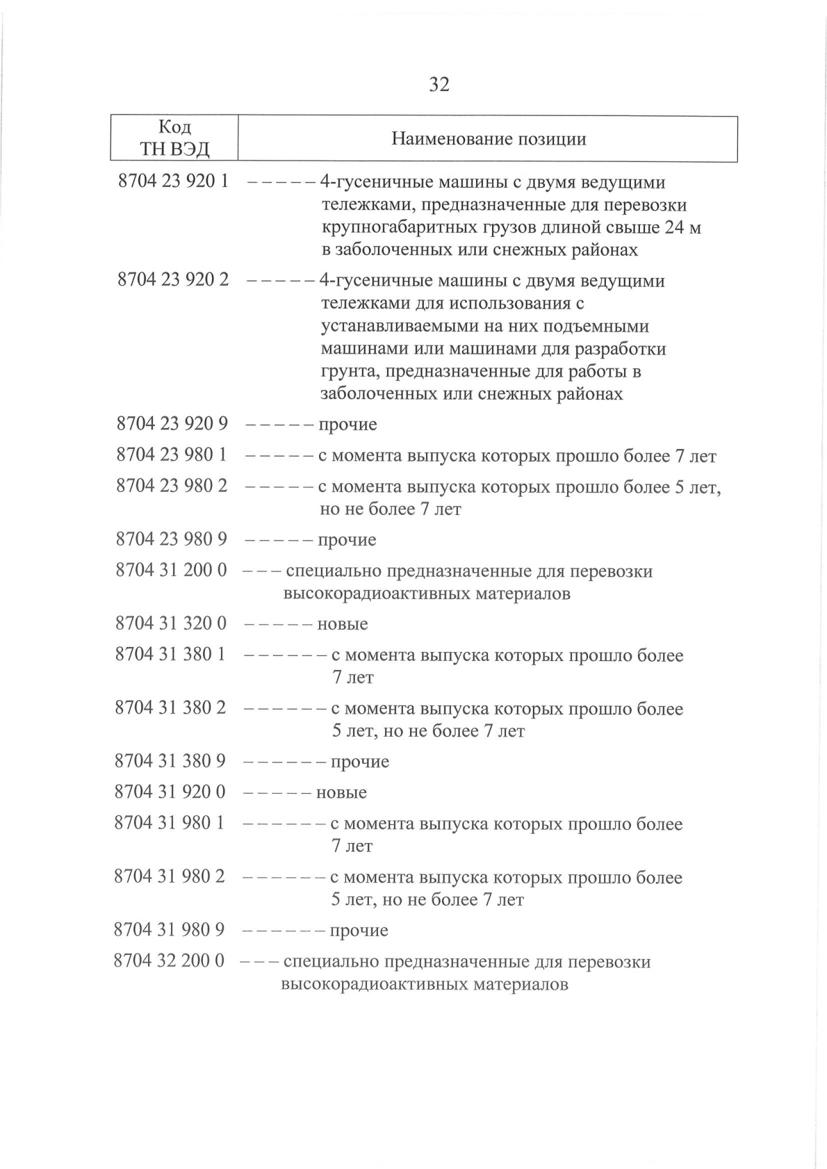 32
Код
ТН ВЭД
Наименование позиции
8704 23 920 1 – – – – – 4-гусеничные машины с двумя ведущими
тележками, предназначенные для перевозки
крупногабаритных грузов длиной свыше 24 м
в заболоченных или снежных районах
8704 23 920 2 – – – – – 4-гусеничные машины с двумя ведущими
тележками для использования с
устанавливаемыми на них подъемными
машинами или машинами для разработки
грунта, предназначенные для работы в
заболоченных или снежных районах
8704 23 920 9 – – – – – прочие
8704 23 980 1 – – – – – с момента выпуска которых прошло более 7 лет
8704 23 980 2 – – – – – с момента выпуска которых прошло более 5 лет,
но не более 7 лет
8704 23 980 9 – – – – – прочие
8704 31 200 0 – – – специально предназначенные для перевозки
высокорадиоактивных материалов
8704 31 320 0 – – – – – новые
8704 31 380 1 – – – – – – с момента выпуска которых прошло более
7 лет
8704 31 380 2 – – – – – – с момента выпуска которых прошло более
5 лет, но не более 7 лет
8704 31 380 9 – – – – – – прочие
8704 31 920 0 – – – – – новые
8704 31 980 1 – – – – – – с момента выпуска которых прошло более
7 лет
8704 31 980 2 – – – – – – с момента выпуска которых прошло более
5 лет, но не более 7 лет
8704 31 980 9 – – – – – – прочие
8704 32 200 0 – – – специально предназначенные для перевозки
высокорадиоактивных материалов